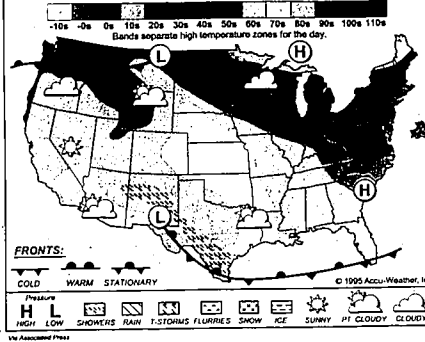 -10s -0s 0s 10s 20s 30s 40s 50s 60s 70s 80s 90s 100s 110s
Bands separate high temperature zones for the day.
L
H
H
L
FRONTS:
COLD WARM STATIONARY
© 1995 Accu-Weather, I
Pressure
H L
HIGH LOW SHOWERS RAIN T-STORMS FLURRIES SNOW ICE SUNNY PT CLOUDY CLOUDY
Via Associated Press